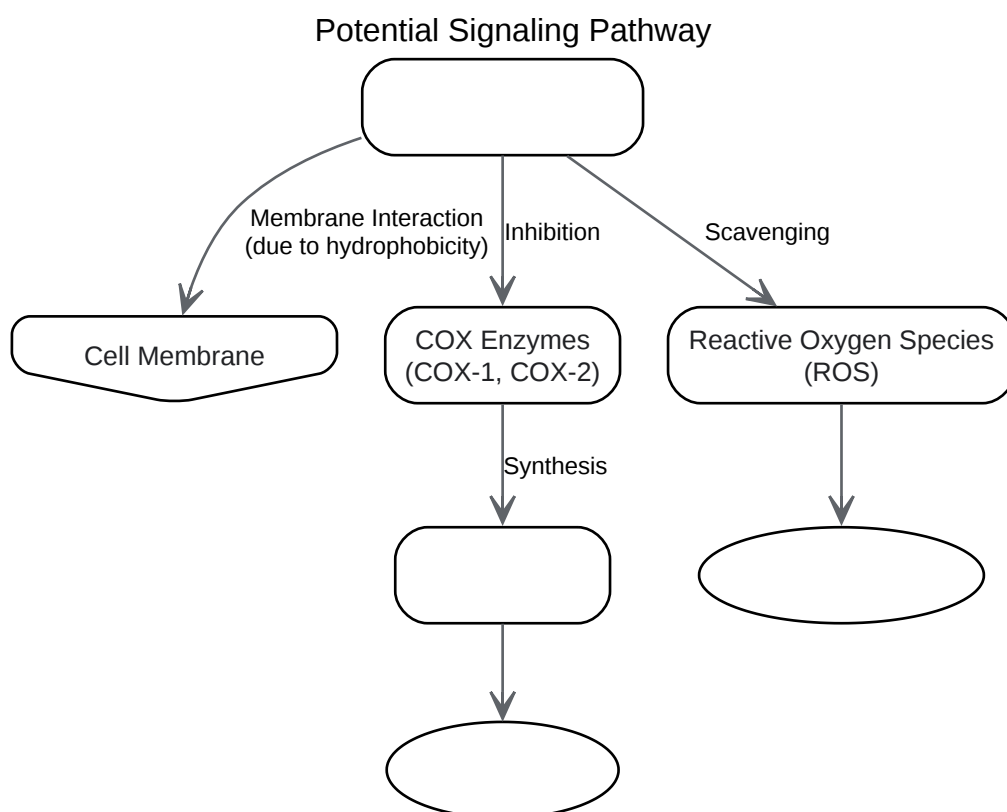 Potential Signaling Pathway
Membrane Interaction
(due to hydrophobicity)
Inhibition
Scavenging
Cell Membrane
COX Enzymes
(COX-1, COX-2)
Reactive Oxygen Species
(ROS)
Synthesis